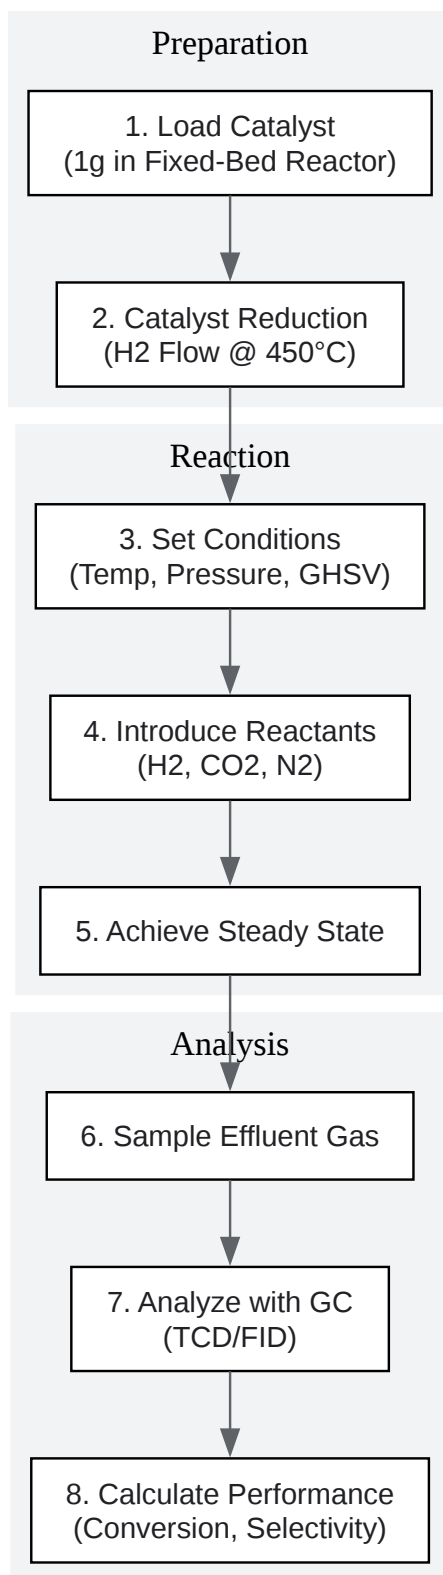 Preparation
1. Load Catalyst
(1g in Fixed-Bed Reactor)
2. Catalyst Reduction
(H2 Flow @ 450°C)
Reaction
3. Set Conditions
(Temp, Pressure, GHSV)
4. Introduce Reactants
(H2, CO2, N2)
5. Achieve Steady State
Analysis
6. Sample Effluent Gas
7. Analyze with GC
(TCD/FID)
8. Calculate Performance
(Conversion, Selectivity)